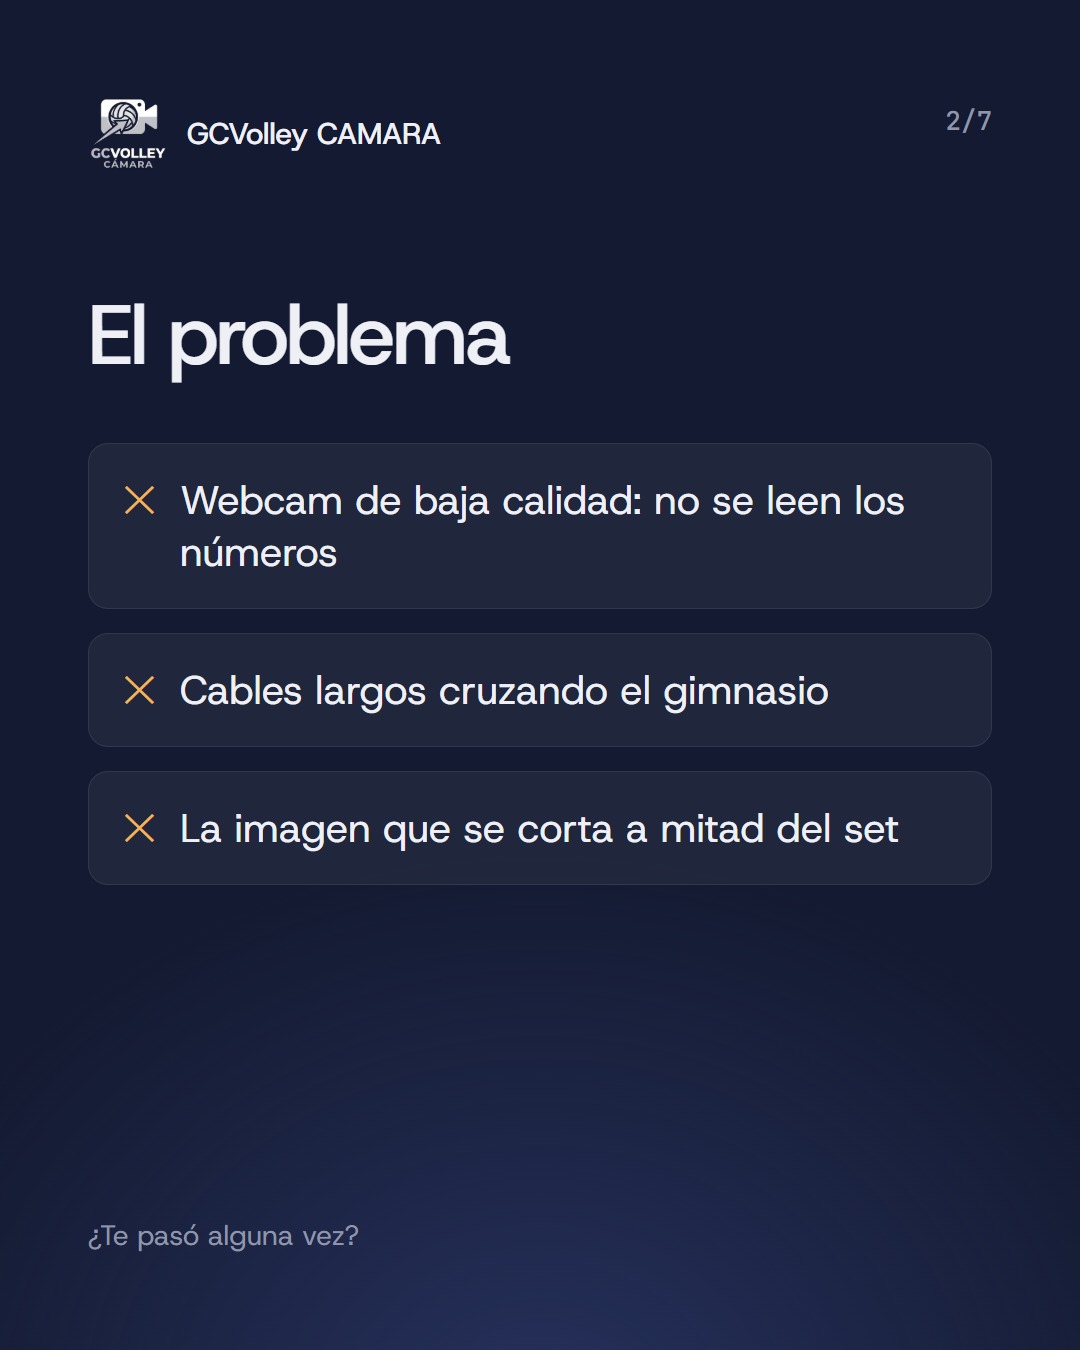 GCVOLLEY
CÁMARA
GCVolley CAMARA
2/7
El problema
Webcam de baja calidad: no se leen los
números
Cables largos cruzando el gimnasio
La imagen que se corta a mitad del set
¿Te pasó alguna vez?